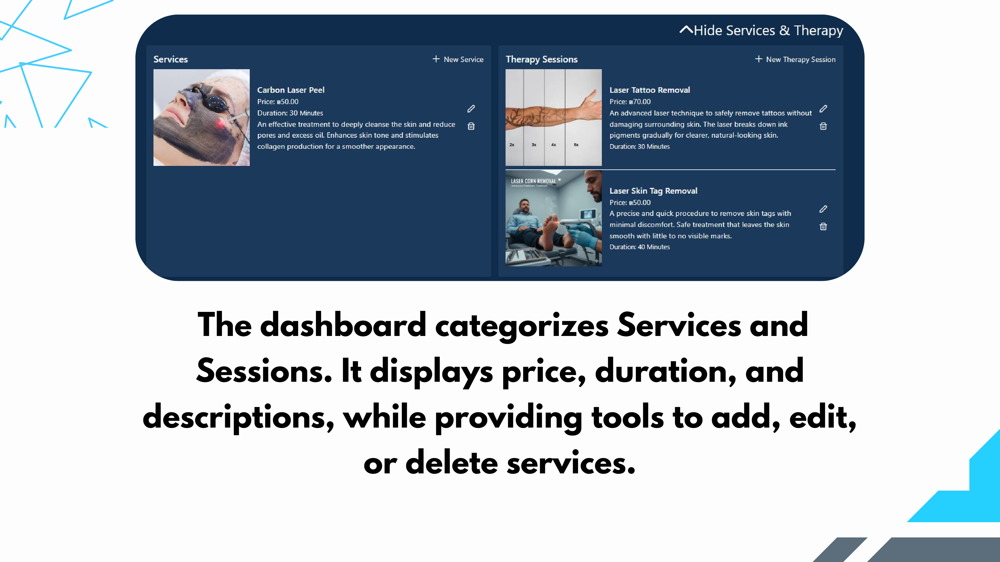 Hide Services & Therapy
Services
+ New Service
Carbon Laser Peel
Price: ₪50.00
Duration: 30 Minutes
An effective treatment to deeply cleanse the skin and reduce
pores and excess oil. Enhances skin tone and stimulates
collagen production for a smoother appearance.
Therapy Sessions
+ New Therapy Session
2x 3x 4x 5x
Laser Tattoo Removal
Price: ₪70.00
An advanced laser technique to safely remove tattoos without
damaging surrounding skin. The laser breaks down ink
pigments gradually for clearer, natural-looking skin.
Duration: 30 Minutes
LASER CORN REMOVAL
Laser Skin Tag Removal
Price: ₪50.00
A precise and quick procedure to remove skin tags with
minimal discomfort. Safe treatment that leaves the skin
smooth with little to no visible marks.
Duration: 40 Minutes
The dashboard categorizes Services and
Sessions. It displays price, duration, and
descriptions, while providing tools to add, edit,
or delete services.